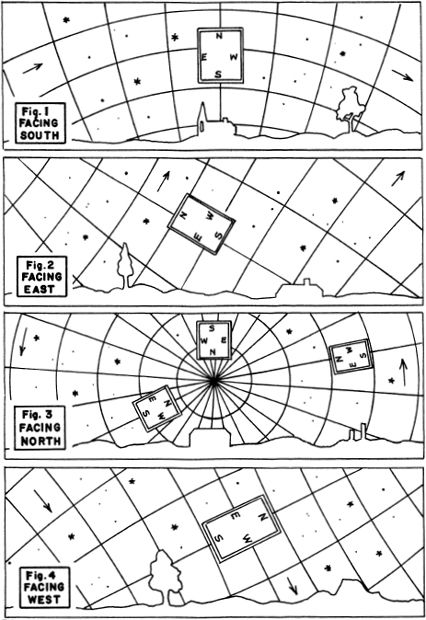 N
E W
S
Fig. 1
FACING
SOUTH
N W
E S
Fig. 2
FACING
EAST
S
W E
N
N W
E S
E N
S W
Fig. 3
FACING
NORTH
E N
S W
Fig. 4
FACING
WEST